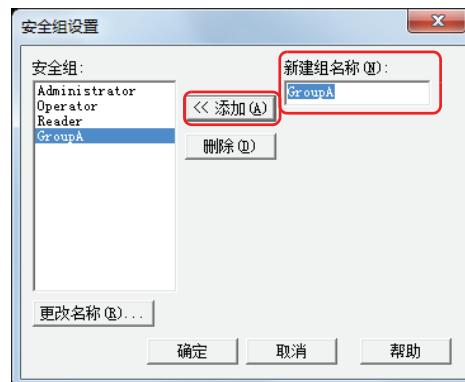 安全组设置
安全组:
新建组名称(N):
Administrator
Operator
Reader
GroupA
GroupA
<< 添加(A)
删除(D)
更改名称(R)...
确定
取消
帮助